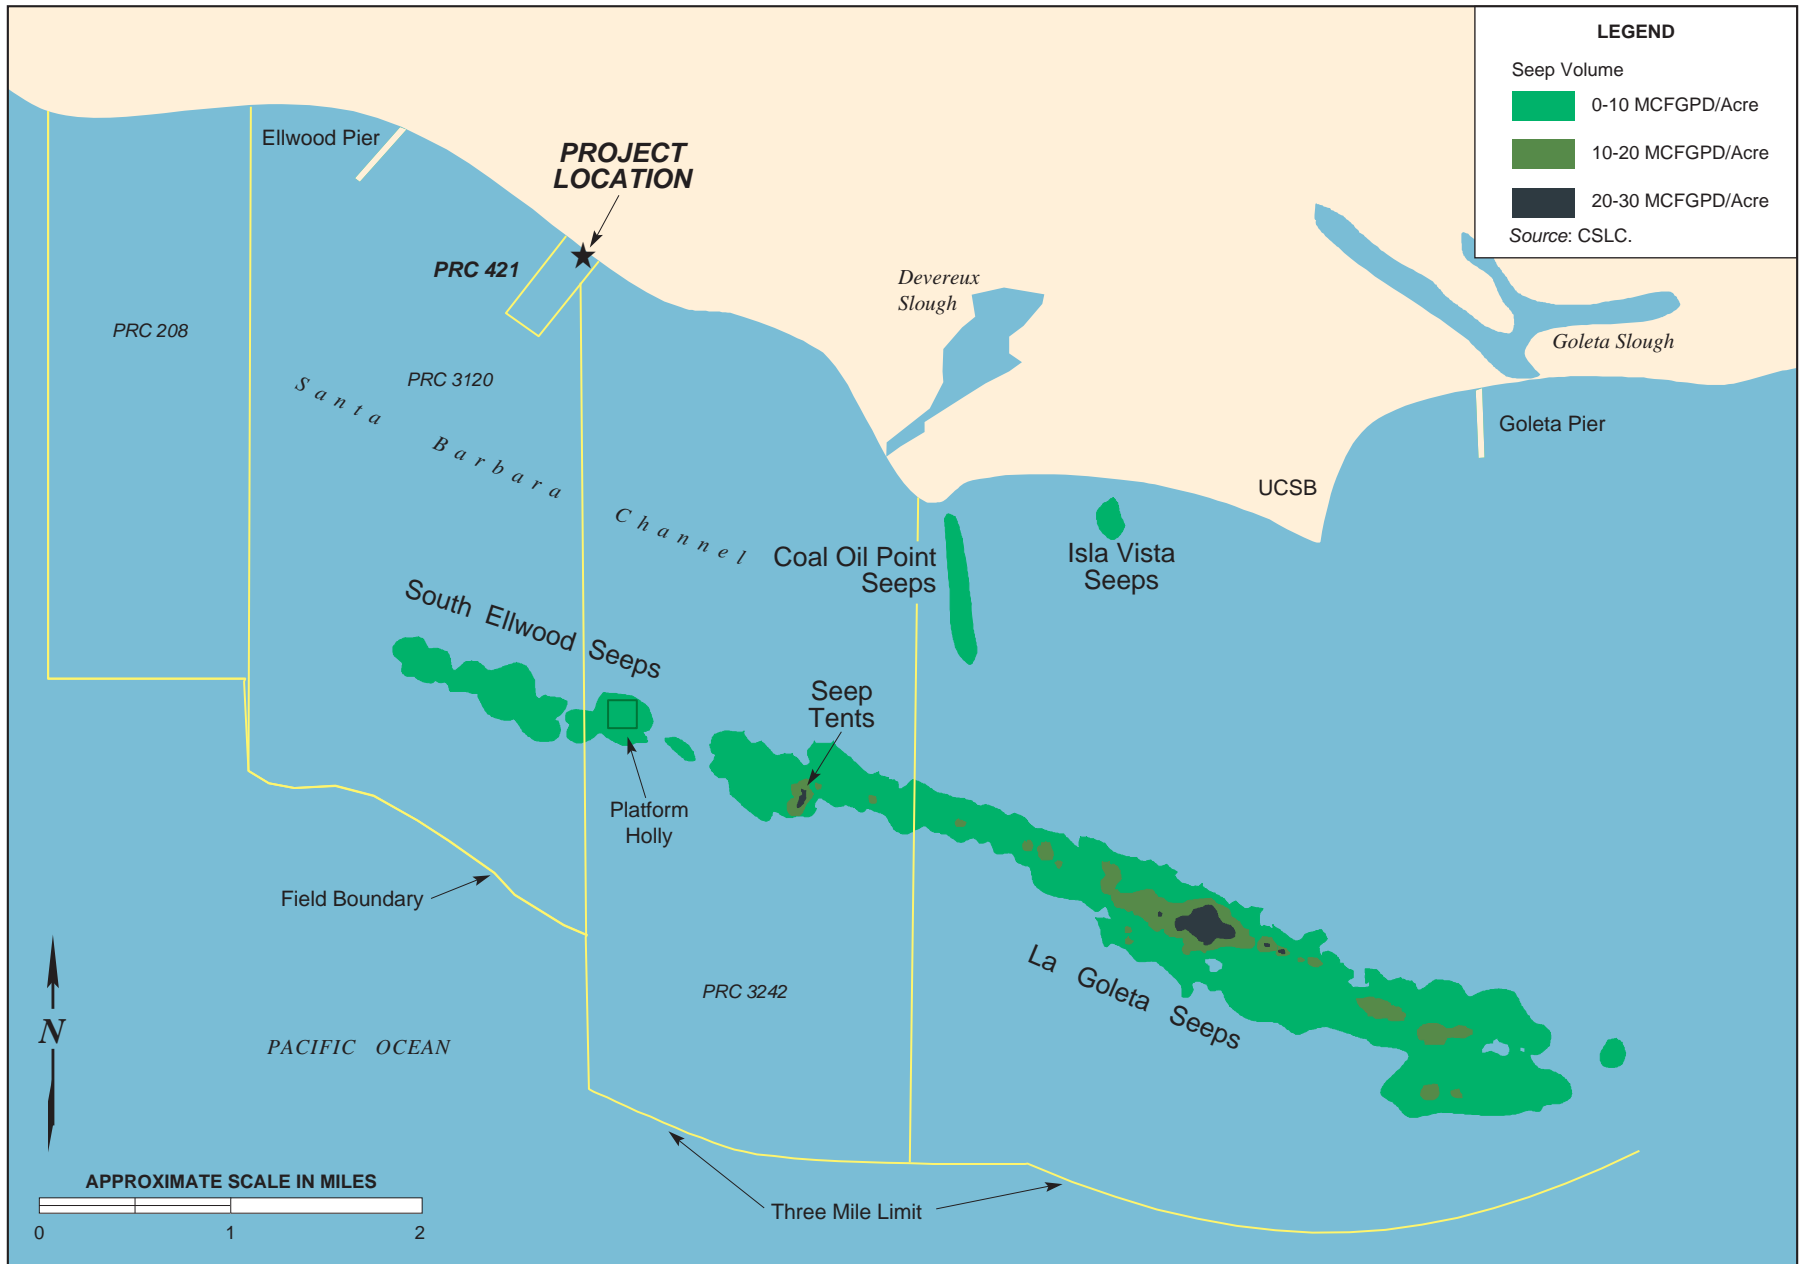 LEGEND
Seep Volume
0-10 MCFGPD/Acre
10-20 MCFGPD/Acre
20-30 MCFGPD/Acre
Source: CSLC.
Ellwood Pier
PROJECT
LOCATION
PRC 421
PRC 208
PRC 3120
Devereux
Slough
Goleta Slough
Goleta Pier
UCSB
Santa Barbara Channel
Coal Oil Point
Seeps
Isla Vista
Seeps
South Ellwood Seeps
Seep
Tents
Platform
Holly
Field Boundary
La Goleta Seeps
PRC 3242
N
PACIFIC OCEAN
APPROXIMATE SCALE IN MILES
0 1 2
Three Mile Limit